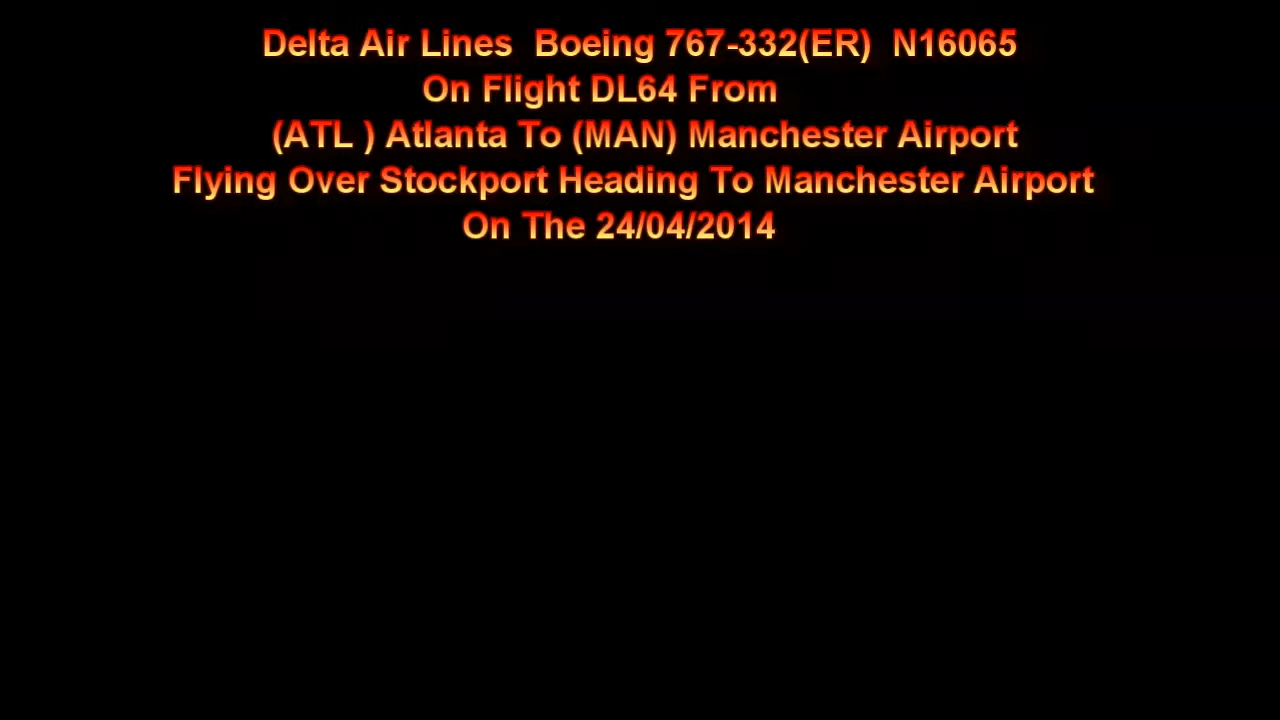 Delta Air Lines  Boeing 767-332(ER)  N16065
On Flight DL64 From
(ATL ) Atlanta To (MAN) Manchester Airport
Flying Over Stockport Heading To Manchester Airport
On The 24/04/2014